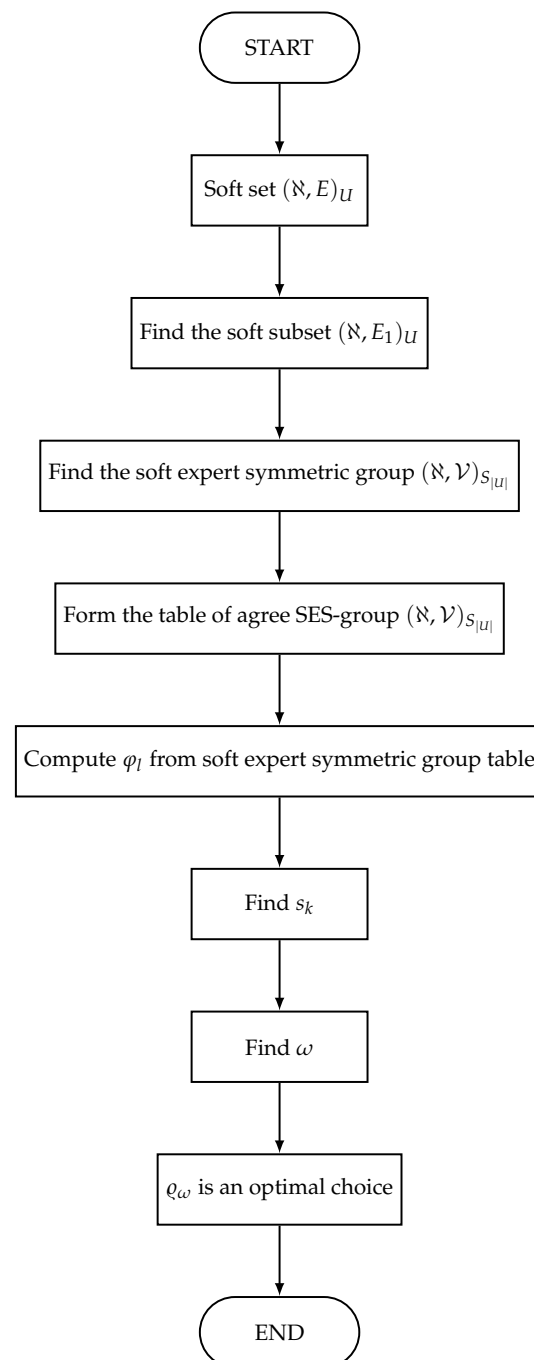 START
Soft set (ℵ, E)_U
Find the soft subset (ℵ, E₁)_U
Find the soft expert symmetric group (ℵ, 𝒱)_{S_{|U|}}
Form the table of agree SES-group (ℵ, 𝒱)_{S_{|U|}}
Compute φ_l from soft expert symmetric group table
Find s_k
Find ω
ϱ_ω is an optimal choice
END